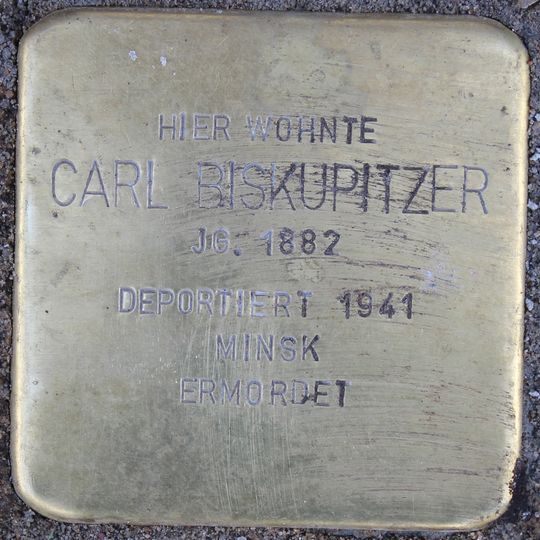 HIER WOHNTE
CARL BISKUPITZER
JG. 1882
DEPORTIERT 1941
MINSK
ERMORDET